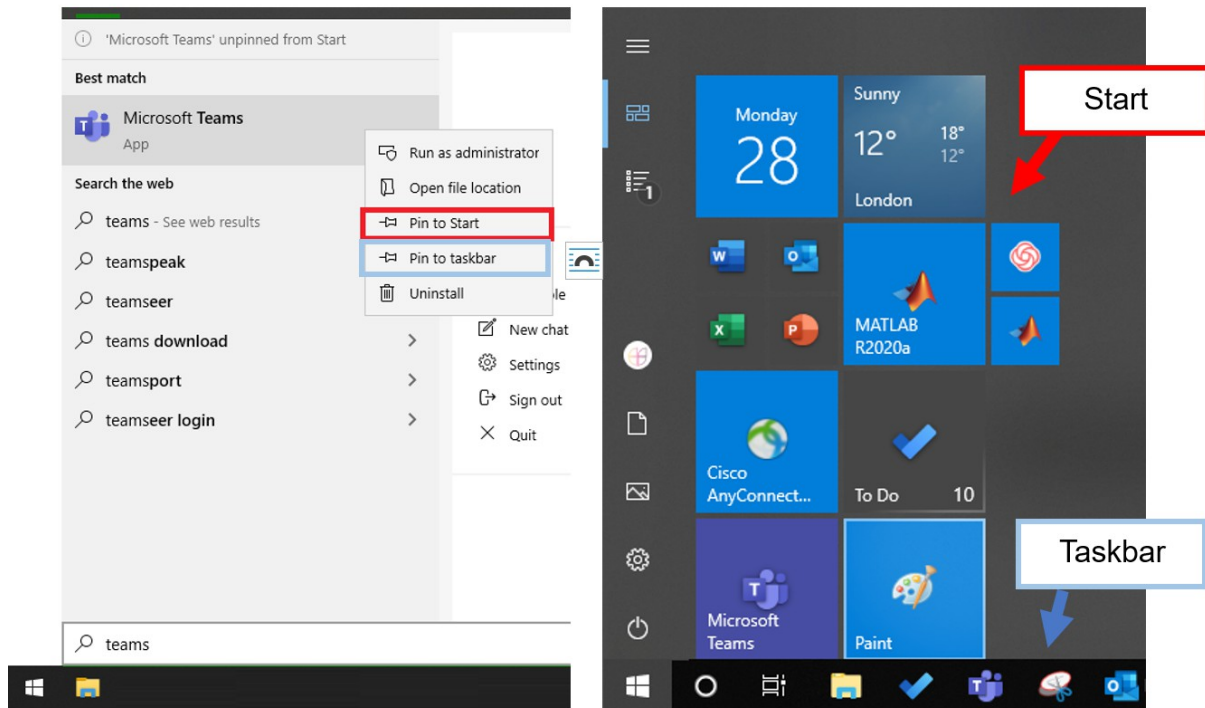 'Microsoft Teams' unpinned from Start
Best match
Microsoft Teams
App
Search the web
teams - See web results
teamspeak
teamseer
teams download
teamsport
teamseer login
Run as administrator
Open file location
Pin to Start
Pin to taskbar
Uninstall
le
New chat
Settings
Sign out
Quit
teams
Start
Monday
28
Sunny
12°
18°
12°
London
1
W
O
X
P
MATLAB
R2020a
Cisco
AnyConnect...
To Do 10
Taskbar
T
Microsoft
Teams
Paint
T
O